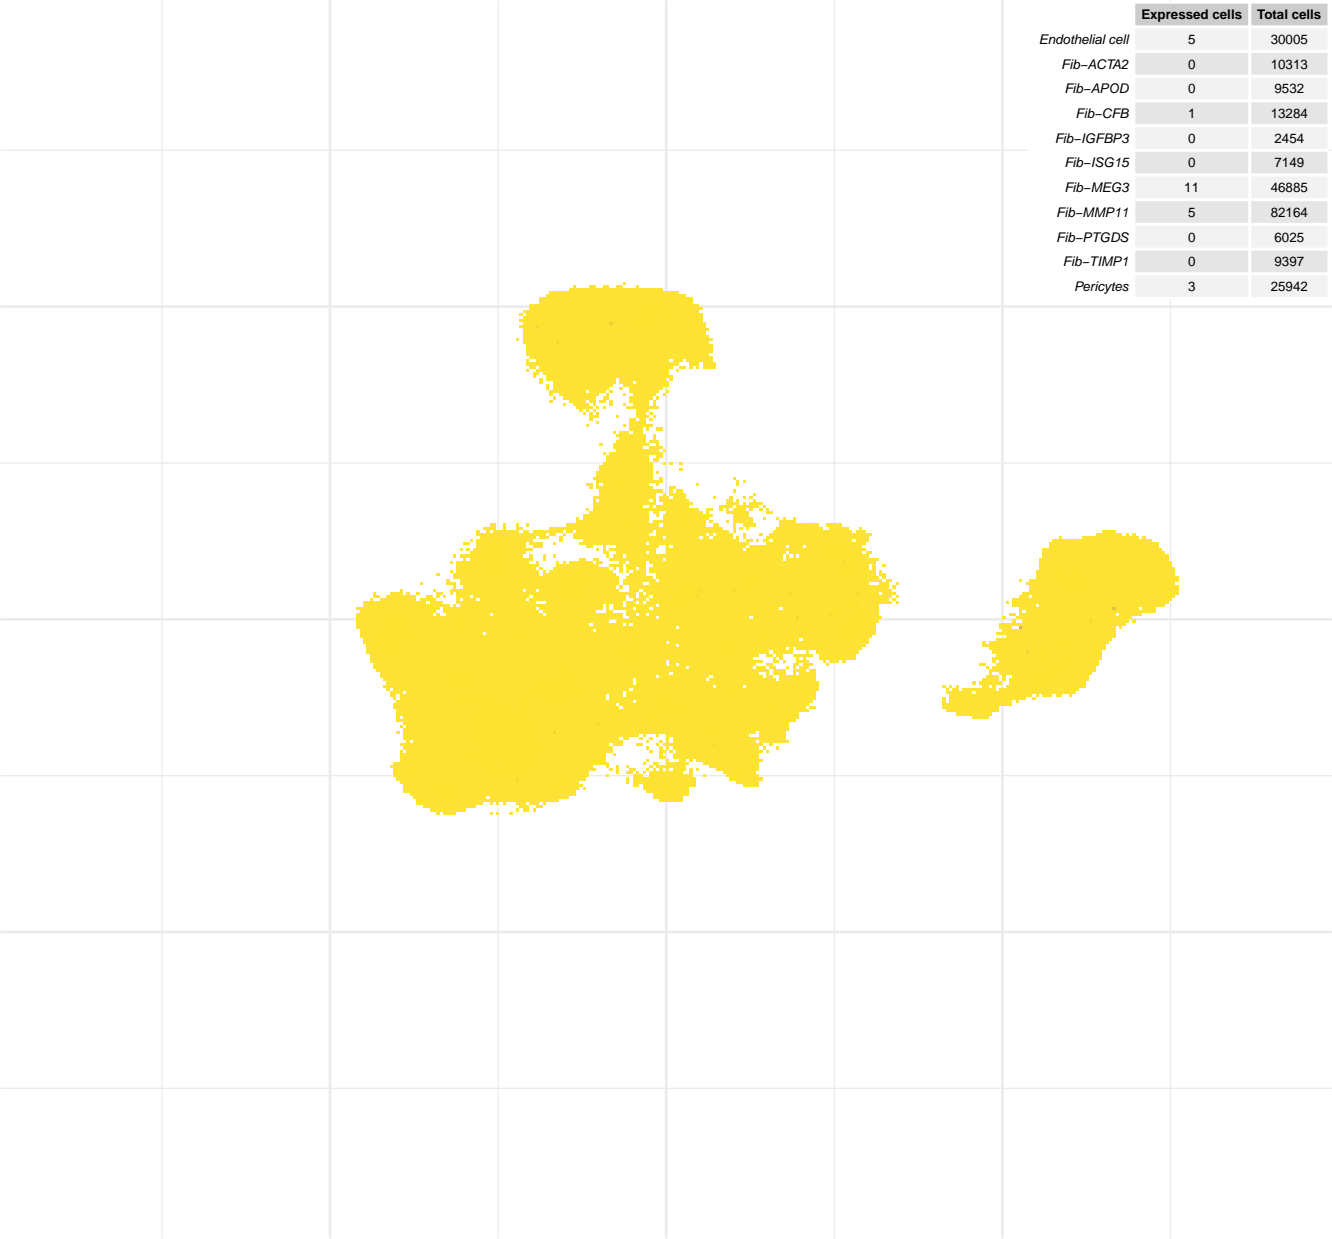 Expressed cells Total cells
Endothelial cell 5 30005
Fib−ACTA2 0 10313
Fib−APOD 0 9532
Fib−CFB 1 13284
Fib−IGFBP3 0 2454
Fib−ISG15 0 7149
Fib−MEG3 11 46885
Fib−MMP11 5 82164
Fib−PTGDS 0 6025
Fib−TIMP1 0 9397
Pericytes 3 25942